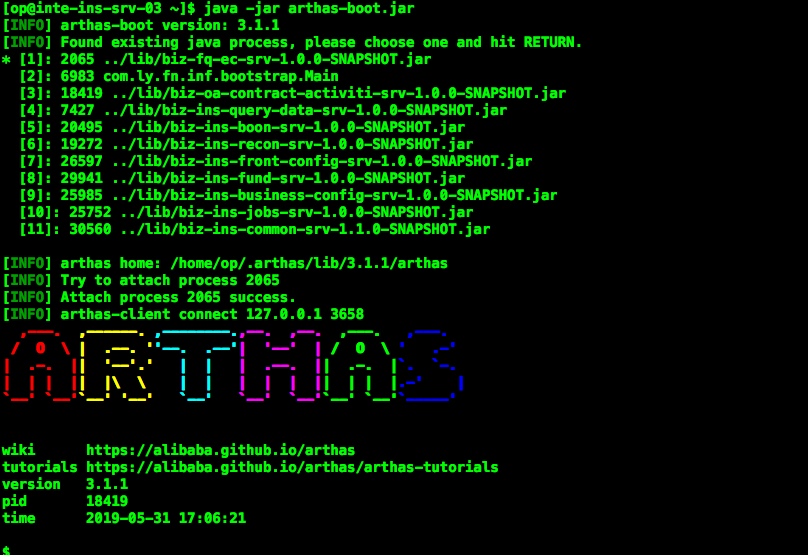 [op@inte-ins-srv-03 ~]$ java -jar arthas-boot.jar
[INFO] arthas-boot version: 3.1.1
[INFO] Found existing java process, please choose one and hit RETURN.
* [1]: 2065 ../lib/biz-fq-ec-srv-1.0.0-SNAPSHOT.jar
[2]: 6983 com.ly.fn.inf.bootstrap.Main
[3]: 18419 ../lib/biz-oa-contract-activiti-srv-1.0.0-SNAPSHOT.jar
[4]: 7427 ../lib/biz-ins-query-data-srv-1.0.0-SNAPSHOT.jar
[5]: 20495 ../lib/biz-ins-boon-srv-1.0.0-SNAPSHOT.jar
[6]: 19272 ../lib/biz-ins-recon-srv-1.0.0-SNAPSHOT.jar
[7]: 26597 ../lib/biz-ins-front-config-srv-1.0.0-SNAPSHOT.jar
[8]: 29941 ../lib/biz-ins-fund-srv-1.0.0-SNAPSHOT.jar
[9]: 25985 ../lib/biz-ins-business-config-srv-1.0.0-SNAPSHOT.jar
[10]: 25752 ../lib/biz-ins-jobs-srv-1.0.0-SNAPSHOT.jar
[11]: 30560 ../lib/biz-ins-common-srv-1.1.0-SNAPSHOT.jar
[INFO] arthas home: /home/op/.arthas/lib/3.1.1/arthas
[INFO] Try to attach process 2065
[INFO] Attach process 2065 success.
[INFO] arthas-client connect 127.0.0.1 3658
ARTHAS
wiki https://alibaba.github.io/arthas
tutorials https://alibaba.github.io/arthas/arthas-tutorials
version 3.1.1
pid 18419
time 2019-05-31 17:06:21
$